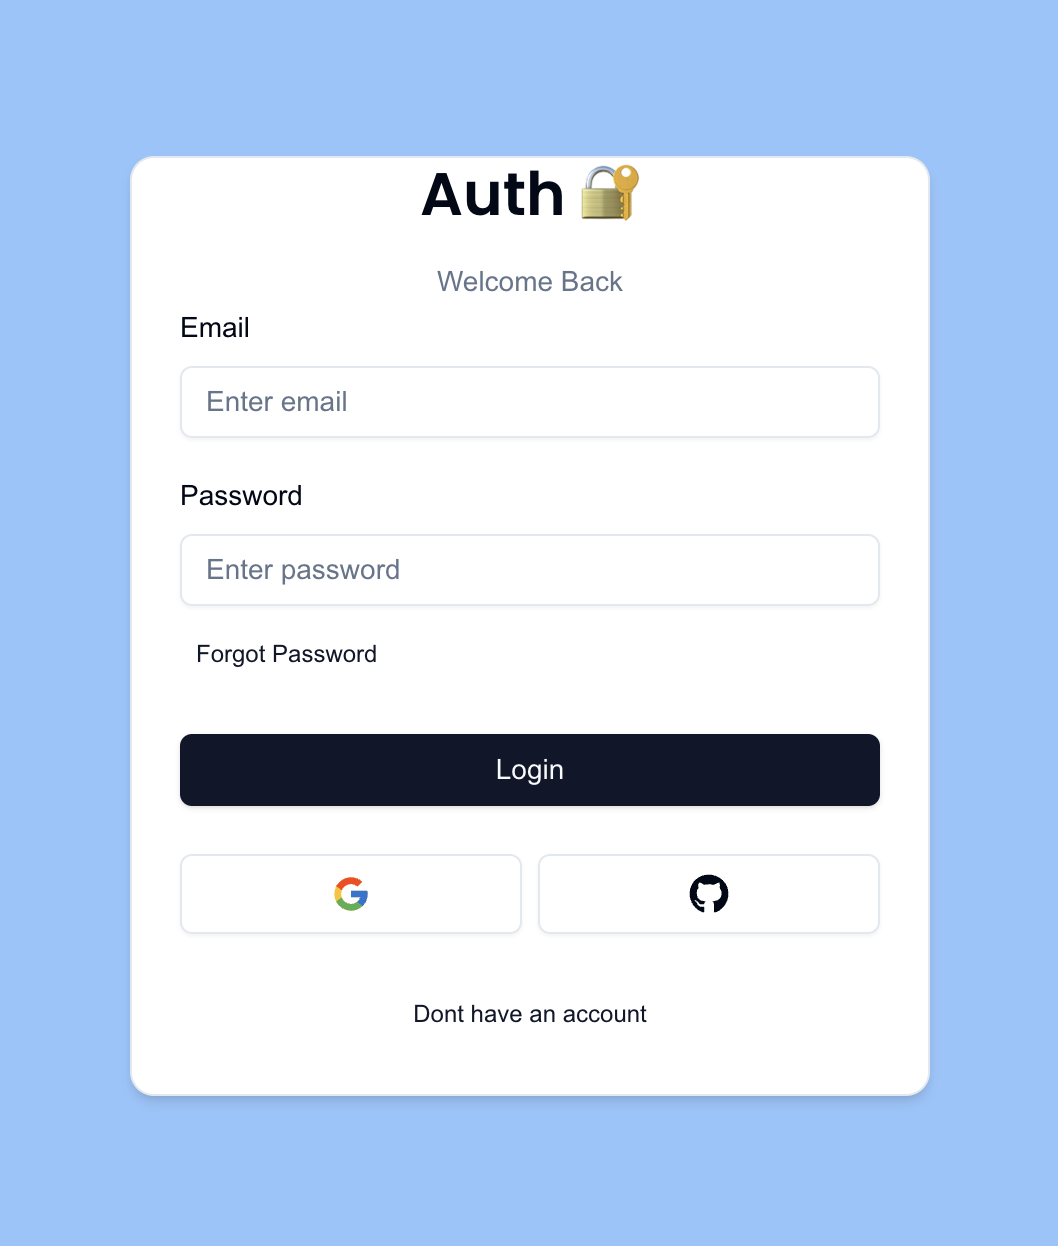 Auth 🔐
Welcome Back
Email
Enter email
Password
Enter password
Forgot Password
Login
Dont have an account